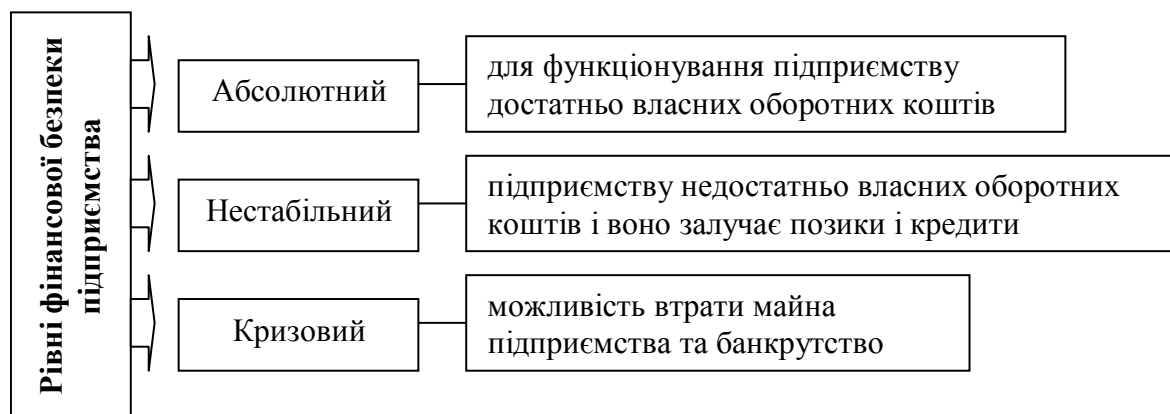 Рівні фінансової безпеки
підприємства
Абсолютний
для функціонування підприємству
достатньо власних оборотних коштів
Нестабільний
підприємству недостатньо власних оборотних
коштів і воно залучає позики і кредити
Кризовий
можливість втрати майна
підприємства та банкрутство